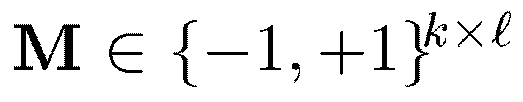 𝐌 ∈ {−1, +1}^{k×ℓ}